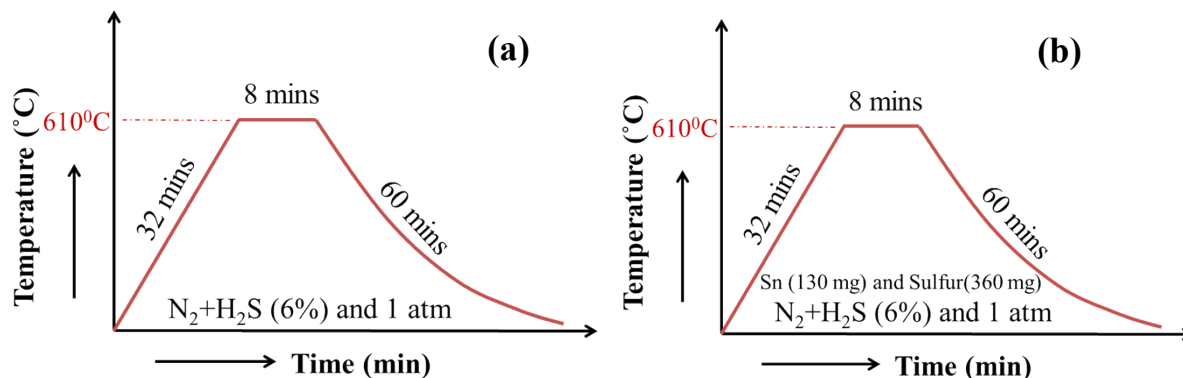 (a)
8 mins
610⁰C
Temperature (˚C)
32 mins
60 mins
N₂+H₂S (6%) and 1 atm
Time (min)
(b)
8 mins
610⁰C
Temperature (˚C)
32 mins
60 mins
Sn (130 mg) and Sulfur(360 mg)
N₂+H₂S (6%) and 1 atm
Time (min)